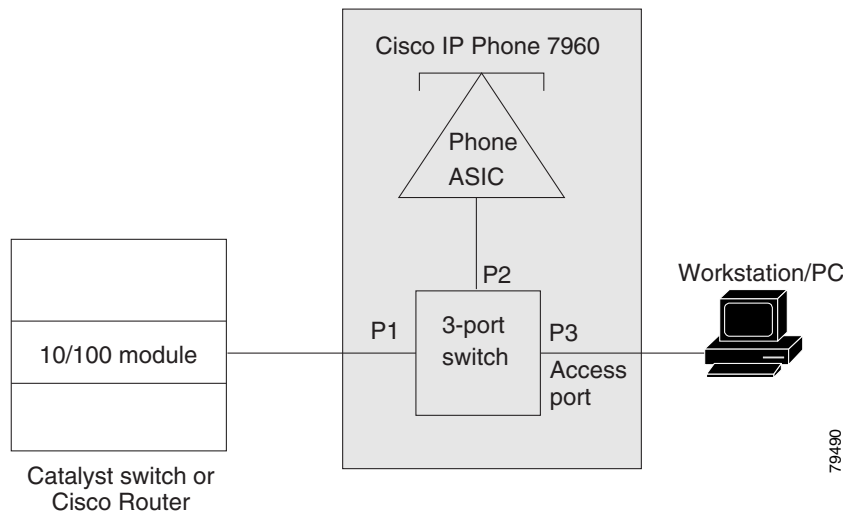 Cisco IP Phone 7960
Phone
ASIC
P2
Workstation/PC
P1
3-port
switch
P3
10/100 module
Access
port
Catalyst switch or
Cisco Router
79490